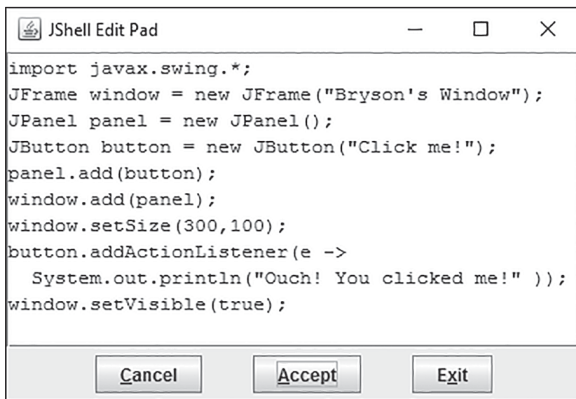 JShell Edit Pad
import javax.swing.*;
JFrame window = new JFrame("Bryson's Window");
JPanel panel = new JPanel();
JButton button = new JButton("Click me!");
panel.add(button);
window.add(panel);
window.setSize(300,100);
button.addActionListener(e ->
  System.out.println("Ouch! You clicked me!" ));
window.setVisible(true);
Cancel Accept Exit